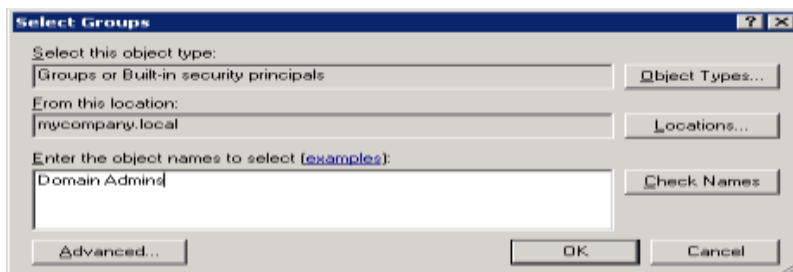 Select Groups
Select this object type:
Groups or Built-in security principals
Object Types...
From this location:
mycompany.local
Locations...
Enter the object names to select (examples):
Domain Admins
Check Names
Advanced...
OK
Cancel